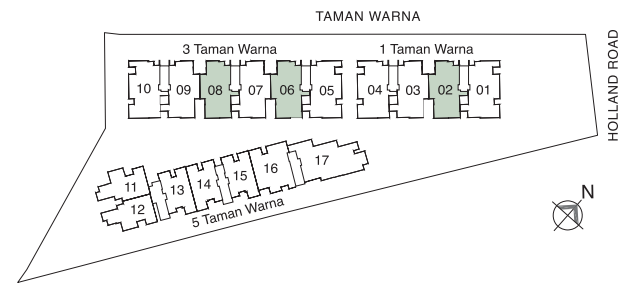 TAMAN WARNA
HOLLAND ROAD
3 Taman Warna
1 Taman Warna
10 09 08 07 06 05 04 03 02 01
11 12 13 14 15 16 17
5 Taman Warna
N